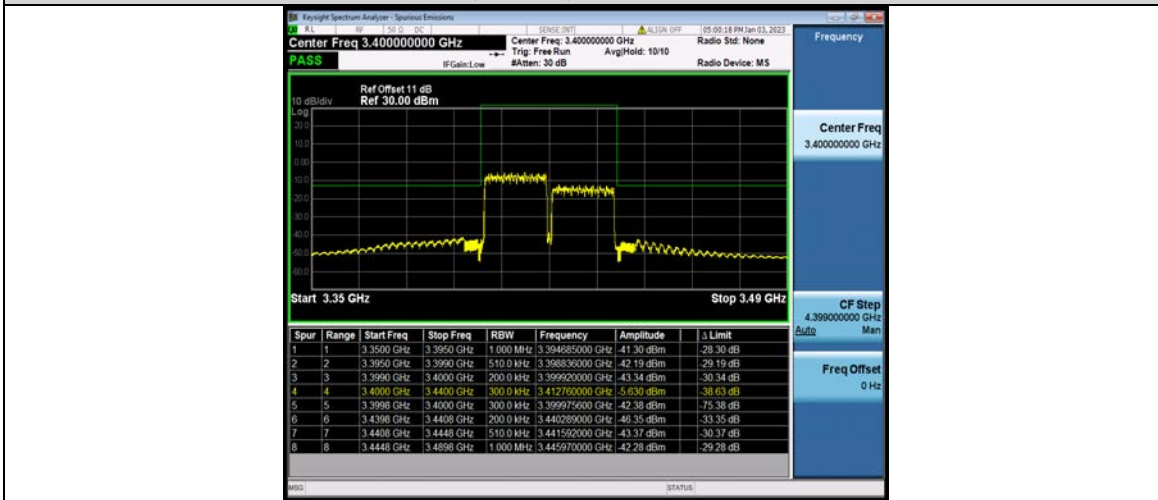 Keysight Spectrum Analyzer - Spurious Emissions
RL RF 50 Ω DC SENSE:INT ALIGN OFF 05:00:18 PM Jan 03, 2023
Center Freq 3.400000000 GHz
Center Freq: 3.400000000 GHz
Radio Std: None
Trig: Free Run Avg|Hold: 10/10
PASS
IFGain:Low #Atten: 30 dB Radio Device: MS
Ref Offset 11 dB
10 dB/div Ref 30.00 dBm
Log
20.0
10.0
0.00
-10.0
-20.0
-30.0
-40.0
-50.0
-60.0
Start 3.35 GHz Stop 3.49 GHz
Spur Range Start Freq Stop Freq RBW Frequency Amplitude Δ Limit
1 1 3.3500 GHz 3.3950 GHz 1.000 MHz 3.394685000 GHz -41.30 dBm -28.30 dB
2 2 3.3950 GHz 3.3990 GHz 510.0 kHz 3.398836000 GHz -42.19 dBm -29.19 dB
3 3 3.3990 GHz 3.4000 GHz 200.0 kHz 3.399920000 GHz -43.34 dBm -30.34 dB
4 4 3.4000 GHz 3.4400 GHz 300.0 kHz 3.412760000 GHz -5.630 dBm -38.63 dB
5 5 3.3998 GHz 3.4000 GHz 300.0 kHz 3.399975600 GHz -42.38 dBm -75.38 dB
6 6 3.4398 GHz 3.4408 GHz 200.0 kHz 3.440289000 GHz -46.35 dBm -33.35 dB
7 7 3.4408 GHz 3.4448 GHz 510.0 kHz 3.441592000 GHz -43.37 dBm -30.37 dB
8 8 3.4448 GHz 3.4898 GHz 1.000 MHz 3.445970000 GHz -42.28 dBm -29.28 dB
MSG STATUS
Frequency
Center Freq
3.400000000 GHz
CF Step
4.399000000 GHz
Auto Man
Freq Offset
0 Hz